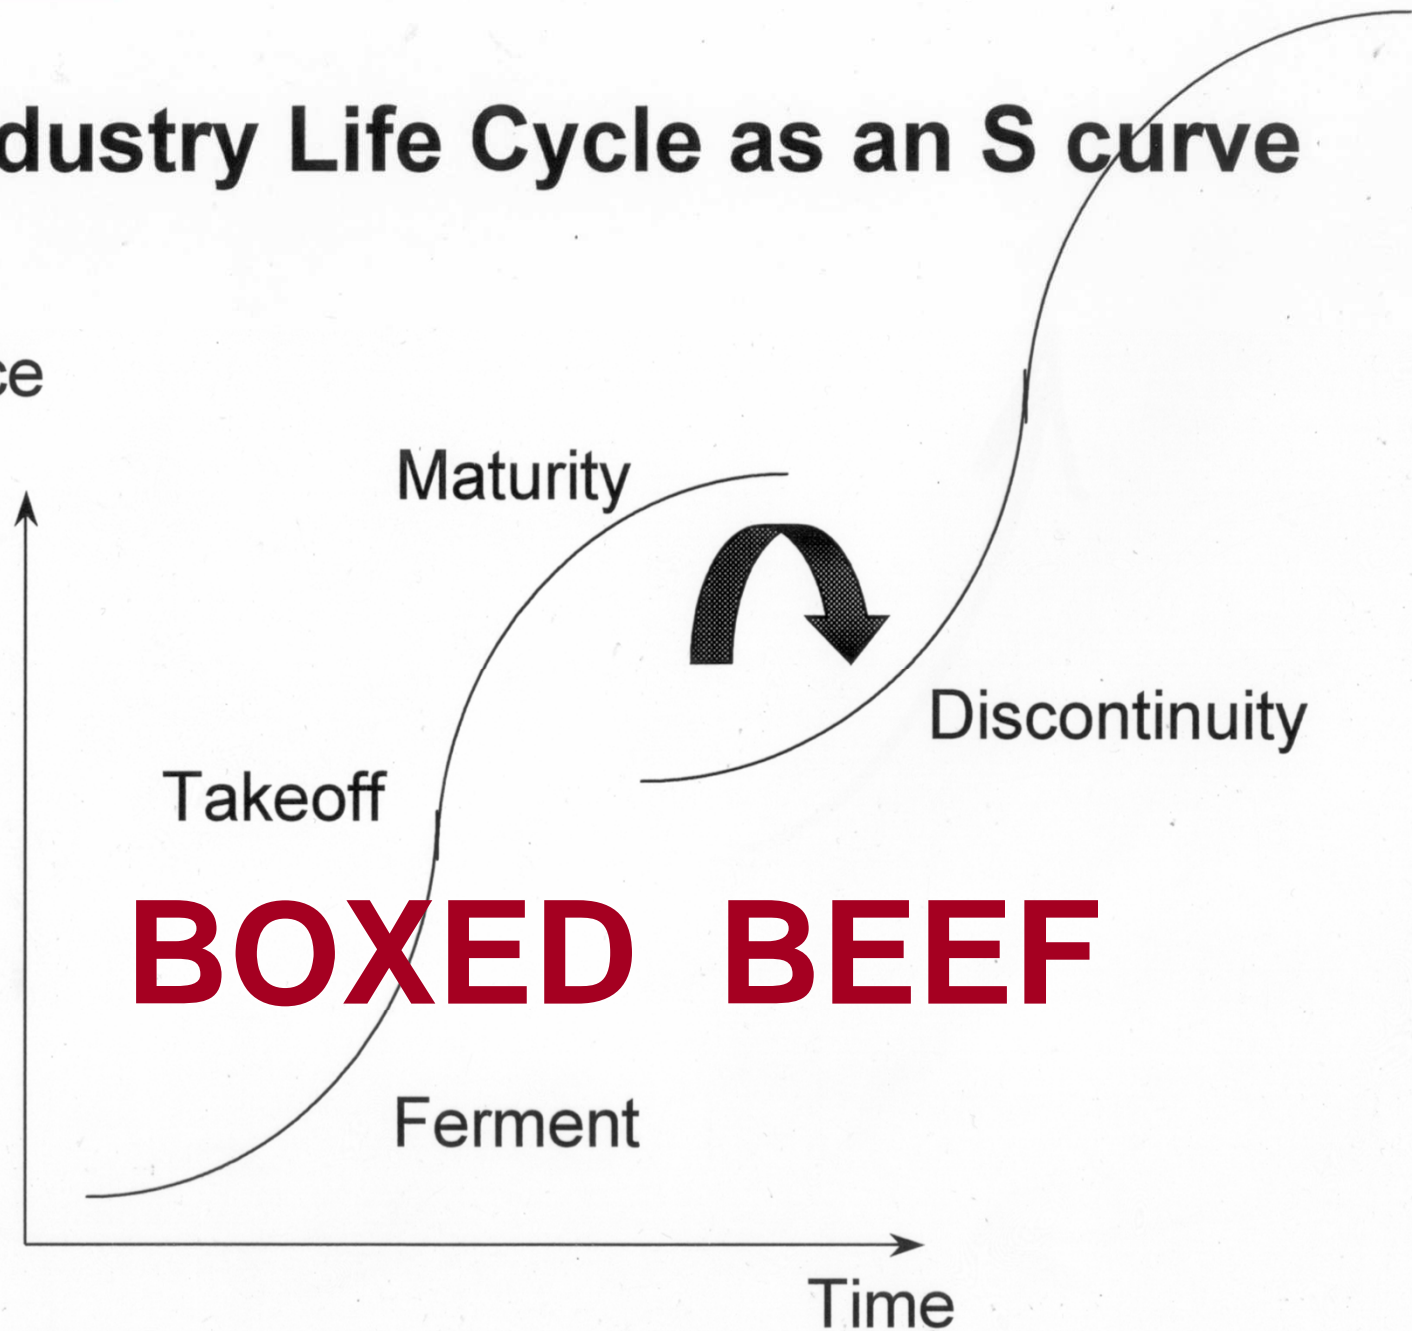 dustry Life Cycle as an S curve
ce
Maturity
Discontinuity
Takeoff
BOXED BEEF
Ferment
Time